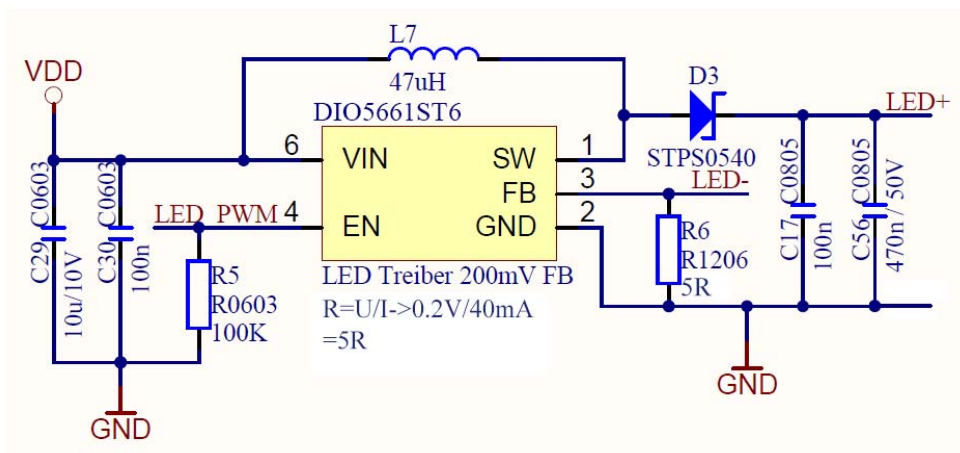 L7
47uH
VDD
D3
LED+
DIO5661ST6
6
VIN
SW
1
STPS0540
LED-
FB
3
LED_PWM
4
EN
GND
2
C29
C0603
10u/10V
C30
C0603
100n
R5
R0603
100K
LED Treiber 200mV FB
R=U/I->0.2V/40mA
=5R
R6
R1206
5R
C17
C0805
100n
C56
C0805
470n / 50V
GND
GND